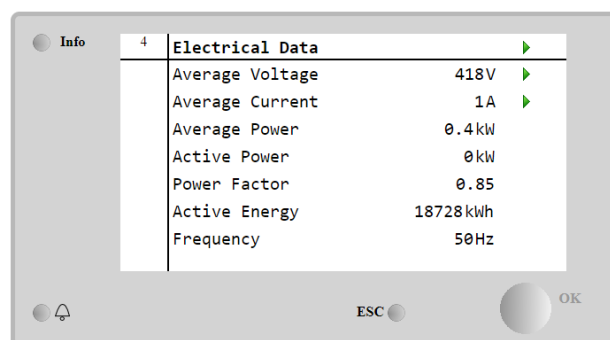 Info
4 Electrical Data
Average Voltage 418V
Average Current 1A
Average Power 0.4kW
Active Power 0kW
Power Factor 0.85
Active Energy 18728kWh
Frequency 50Hz
ESC
OK